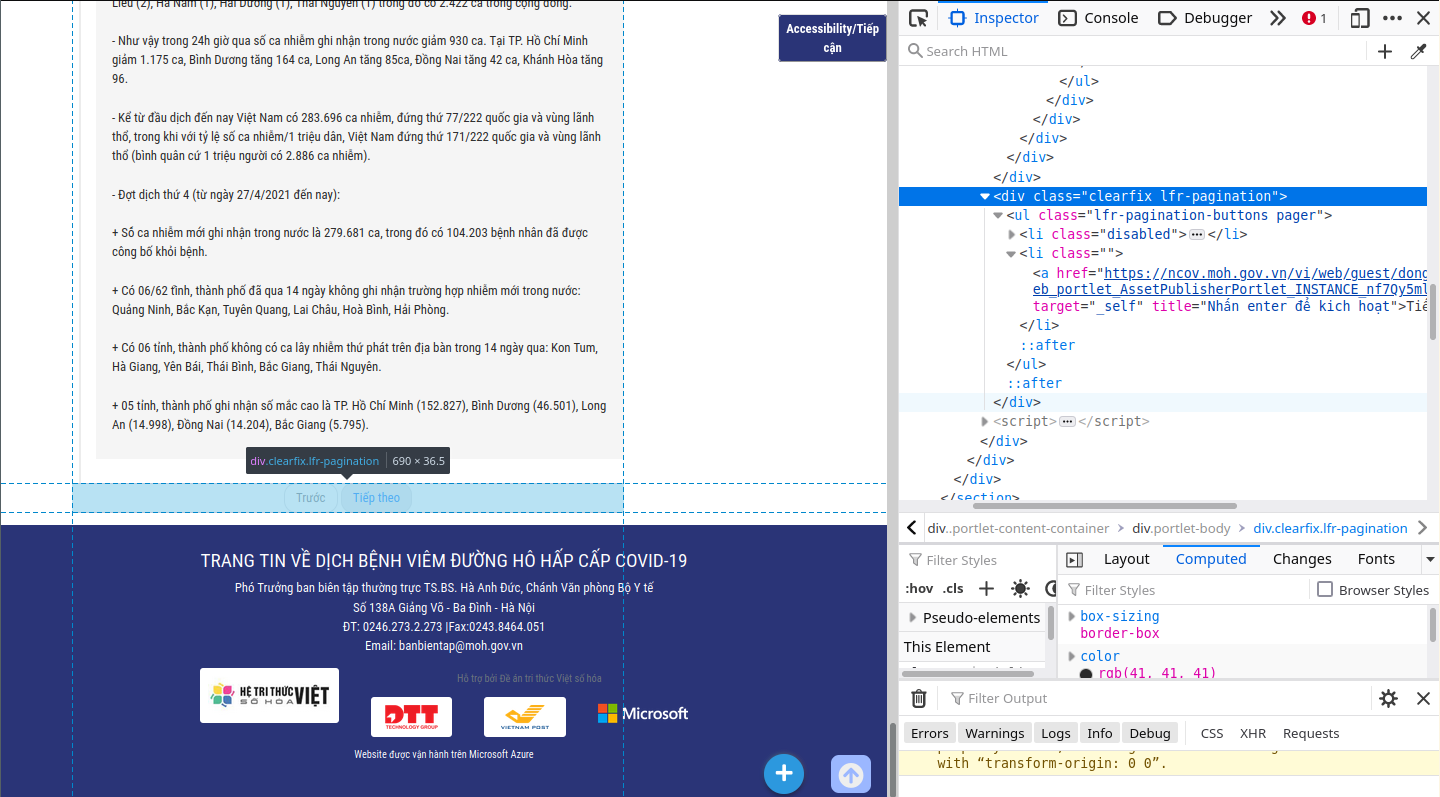 Liêu (2), Hà Nam (1), Hải Dương (1), Thái Nguyên (1) trong đó có 2.422 ca trong cộng đồng.
- Như vậy trong 24h giờ qua số ca nhiễm ghi nhận trong nước giảm 930 ca. Tại TP. Hồ Chí Minh
giảm 1.175 ca, Bình Dương tăng 164 ca, Long An tăng 85ca, Đồng Nai tăng 42 ca, Khánh Hòa tăng
96.
- Kể từ đầu dịch đến nay Việt Nam có 283.696 ca nhiễm, đứng thứ 77/222 quốc gia và vùng lãnh
thổ, trong khi với tỷ lệ số ca nhiễm/1 triệu dân, Việt Nam đứng thứ 171/222 quốc gia và vùng lãnh
thổ (bình quân cứ 1 triệu người có 2.886 ca nhiễm).
- Đợt dịch thứ 4 (từ ngày 27/4/2021 đến nay):
+ Số ca nhiễm mới ghi nhận trong nước là 279.681 ca, trong đó có 104.203 bệnh nhân đã được
công bố khỏi bệnh.
+ Có 06/62 tỉnh, thành phố đã qua 14 ngày không ghi nhận trường hợp nhiễm mới trong nước:
Quảng Ninh, Bắc Kạn, Tuyên Quang, Lai Châu, Hoà Bình, Hải Phòng.
+ Có 06 tỉnh, thành phố không có ca lây nhiễm thứ phát trên địa bàn trong 14 ngày qua: Kon Tum,
Hà Giang, Yên Bái, Thái Bình, Bắc Giang, Thái Nguyên.
+ 05 tỉnh, thành phố ghi nhận số mắc cao là TP. Hồ Chí Minh (152.827), Bình Dương (46.501), Long
An (14.998), Đồng Nai (14.204), Bắc Giang (5.795).
Accessibility/Tiếp
cận
div.clearfix.lfr-pagination 690 × 36.5
Trước Tiếp theo
TRANG TIN VỀ DỊCH BỆNH VIÊM ĐƯỜNG HÔ HẤP CẤP COVID-19
Phó Trưởng ban biên tập thường trực TS.BS. Hà Anh Đức, Chánh Văn phòng Bộ Y tế
Số 138A Giảng Võ - Ba Đình - Hà Nội
ĐT: 0246.273.2.273 |Fax:0243.8464.051
Email: banbientap@moh.gov.vn
Hỗ trợ bởi Đề án tri thức Việt số hóa
HỆ TRI THỨC
SỐ HÓA
VIỆT
DTT
TECHNOLOGY GROUP
VIETNAM POST
Microsoft
Website được vận hành trên Microsoft Azure
Inspector Console Debugger 1
Search HTML
</ul>
</div>
</div>
</div>
</div>
</div>
<div class="clearfix lfr-pagination">
<ul class="lfr-pagination-buttons pager">
<li class="disabled"> </li>
<li class="">
<a href="https://ncov.moh.gov.vn/vi/web/guest/dong
eb_portlet_AssetPublisherPortlet_INSTANCE_nf7Qy5ml
target="_self" title="Nhấn enter để kích hoạt">Tiế
</li>
::after
</ul>
::after
</div>
<script> </script>
</div>
</div>
</div>
</section>
div..portlet-content-container div.portlet-body div.clearfix.lfr-pagination
Filter Styles
:hov .cls
Pseudo-elements
This Element
Layout Computed Changes Fonts
Filter Styles Browser Styles
box-sizing
border-box
color
rgb(41, 41, 41)
Filter Output
Errors Warnings Logs Info Debug CSS XHR Requests
with “transform-origin: 0 0”.